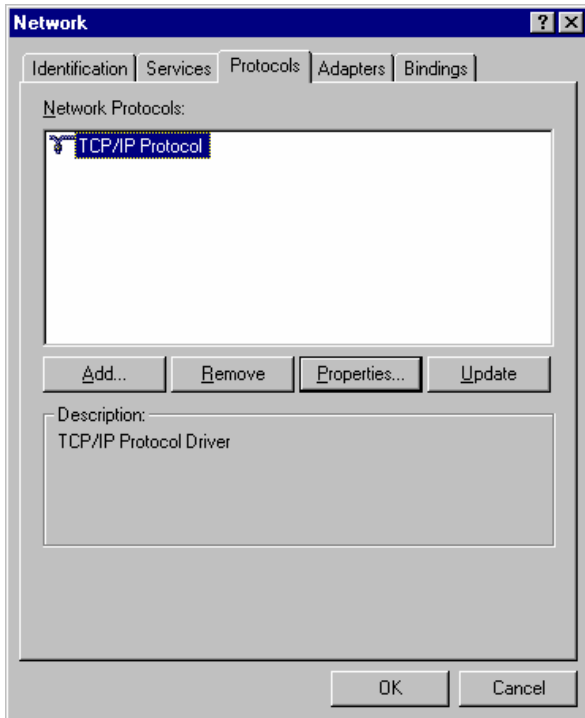 Network
Identification Services Protocols Adapters Bindings
Network Protocols:
TCP/IP Protocol
Add... Remove Properties... Update
Description:
TCP/IP Protocol Driver
OK Cancel